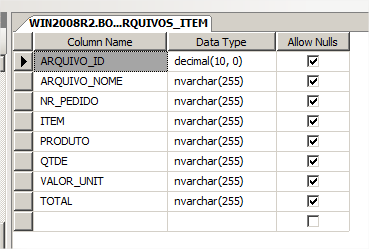 WIN2008R2.BO...RQUIVOS_ITEM
Column Name Data Type Allow Nulls
ARQUIVO_ID decimal(10, 0)
ARQUIVO_NOME nvarchar(255)
NR_PEDIDO nvarchar(255)
ITEM nvarchar(255)
PRODUTO nvarchar(255)
QTDE nvarchar(255)
VALOR_UNIT nvarchar(255)
TOTAL nvarchar(255)